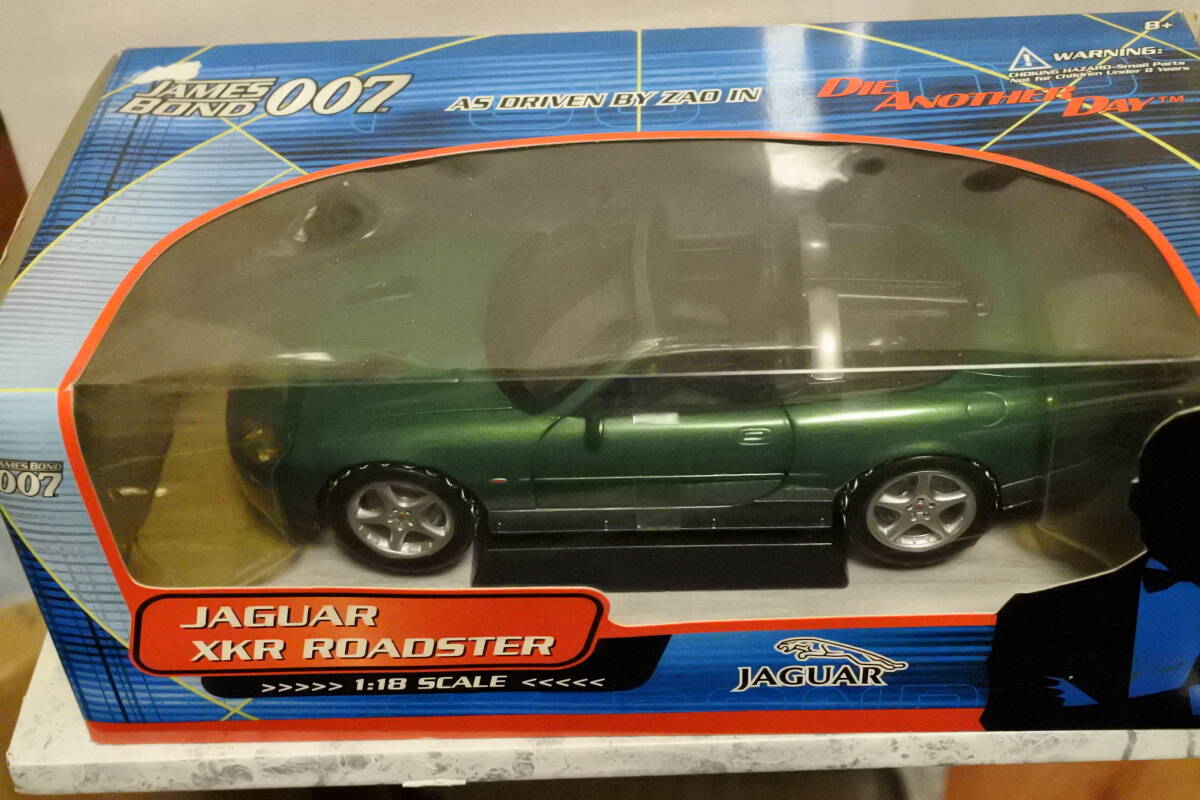 8+
WARNING:
CHOKING HAZARD-Small Parts
Not for Children Under 8 Years
JAMES
BOND 007
AS DRIVEN BY ZAO IN
DIE
ANOTHER
DAY™
JAMES BOND
007
JAGUAR
XKR ROADSTER
>>>>> 1:18 SCALE <<<<<
JAGUAR